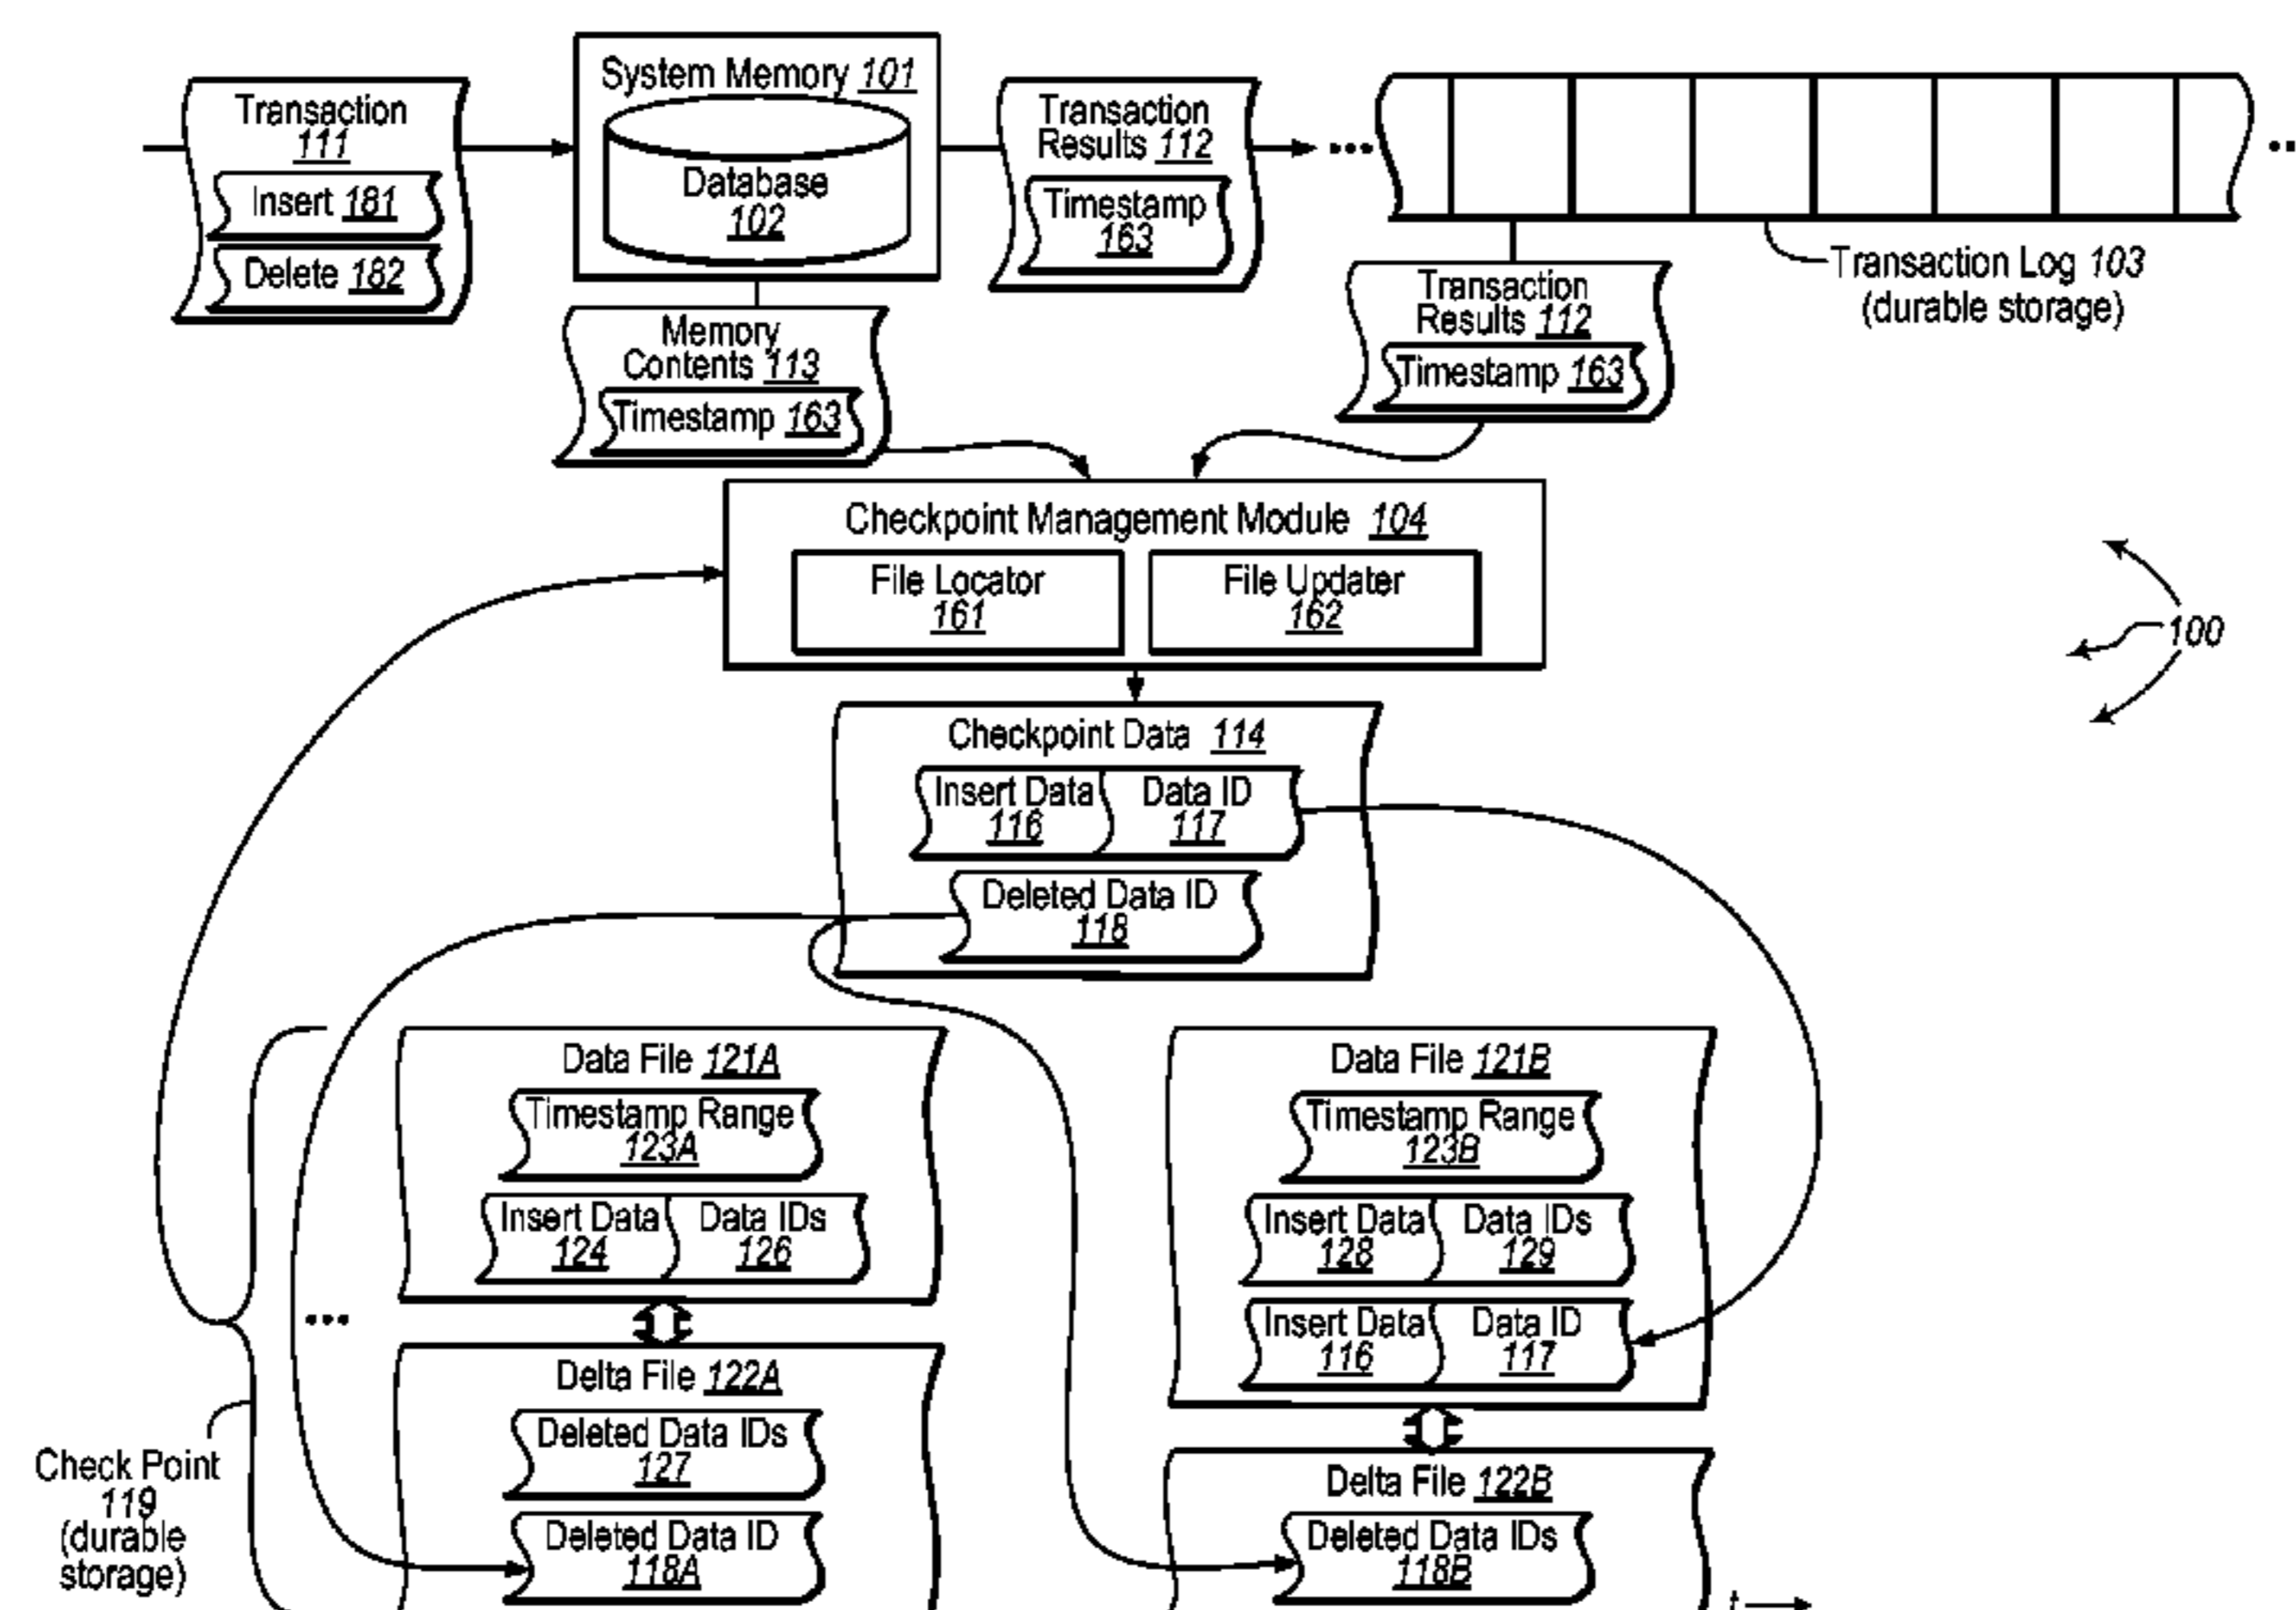 Transaction
111
Insert 181
Delete 182
System Memory 101
Database
102
Transaction
Results 112
Timestamp
163
...
...
Transaction Log 103
(durable storage)
Transaction
Results 112
Timestamp 163
Memory
Contents 113
Timestamp 163
Checkpoint Management Module 104
File Locator
161
File Updater
162
100
Checkpoint Data 114
Insert Data
116
Data ID
117
Deleted Data ID
118
Data File 121A
Timestamp Range
123A
Insert Data
124
Data IDs
126
...
Delta File 122A
Deleted Data IDs
127
Deleted Data ID
118A
Data File 121B
Timestamp Range
123B
Insert Data
128
Data IDs
129
Insert Data
116
Data ID
117
Delta File 122B
Deleted Data IDs
118B
Check Point
119
(durable
storage)
t